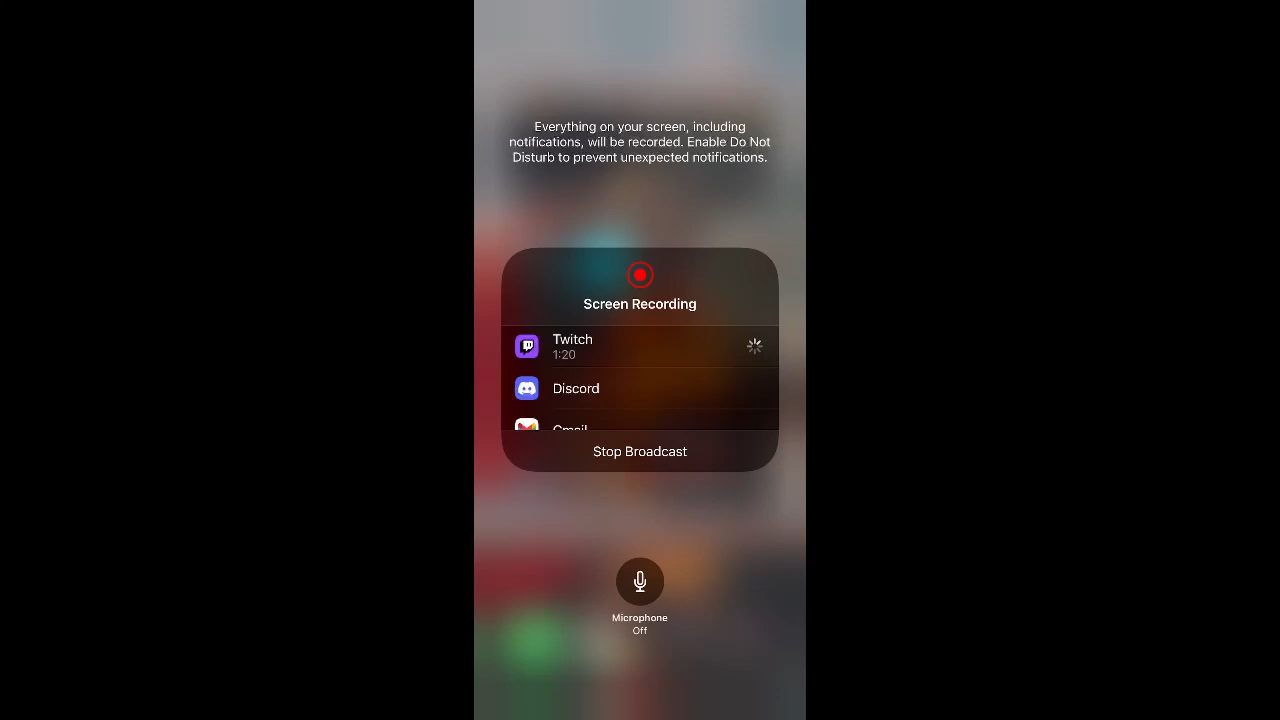 Everything on your screen, including
notifications, will be recorded. Enable Do Not
Disturb to prevent unexpected notifications.
Screen Recording
Twitch
1:20
Discord
Gmail
Stop Broadcast
Microphone
Off